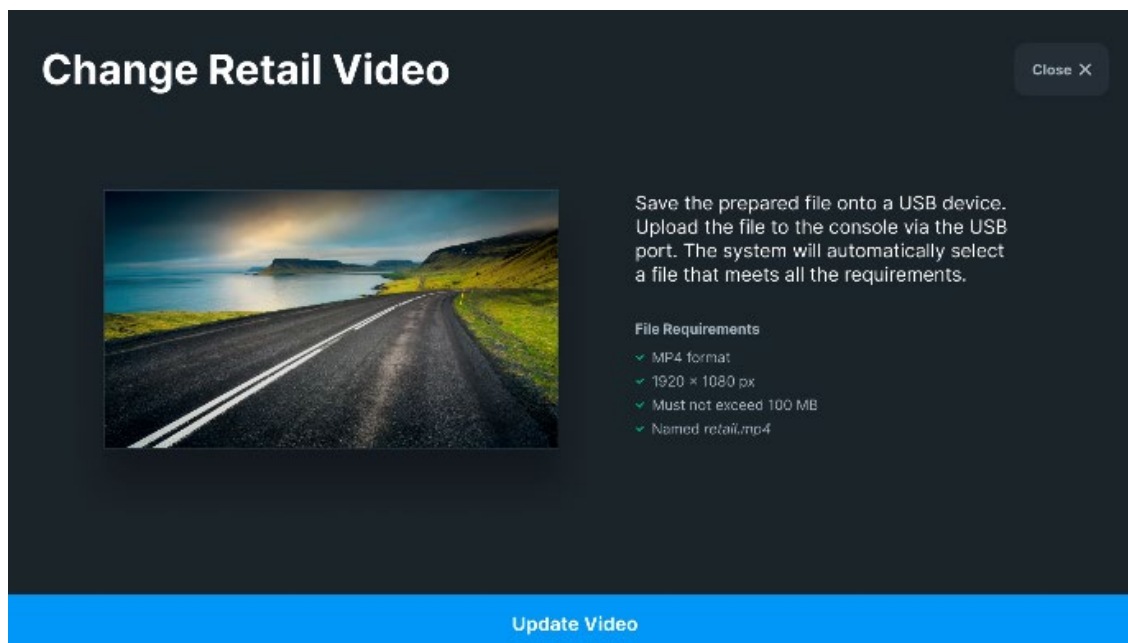 Change Retail Video
Close ×
Save the prepared file onto a USB device.
Upload the file to the console via the USB
port. The system will automatically select
a file that meets all the requirements.
File Requirements
MP4 format
1920 × 1080 px
Must not exceed 100 MB
Named retail.mp4
Update Video